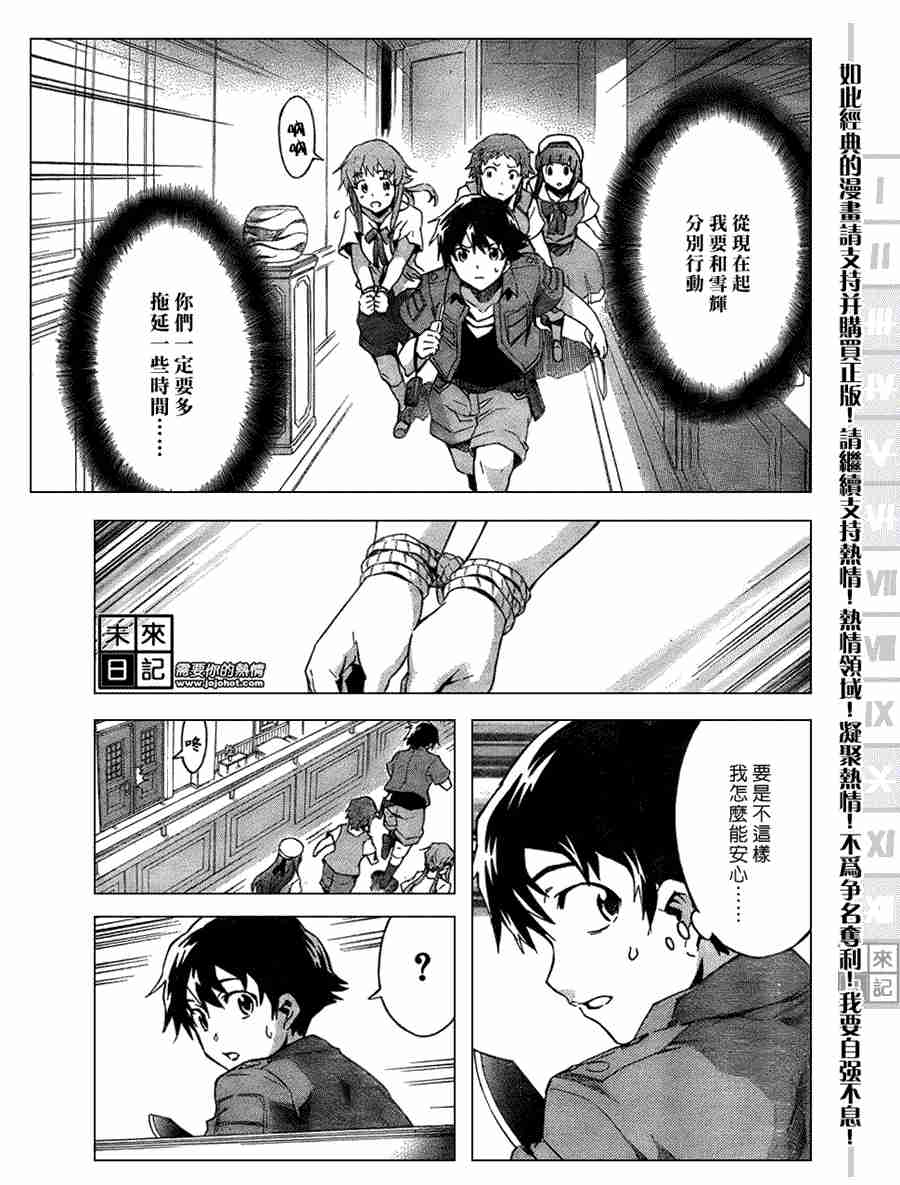 從現在起
我要和雪輝
分別行動
啊啊
你們一定要多
拖延一些時間……
未來
日記
需要你的熱情
www.jojohot.com
要是不這樣
我怎麼能安心……
咚
？
如此經典的漫畫請支持并購買正版！請繼續支持熱情！熱情領域！凝聚熱情！不爲争名奪利！我要自强不息！
I
II
III
IV
V
VI
VII
VIII
IX
X
XI
來
記